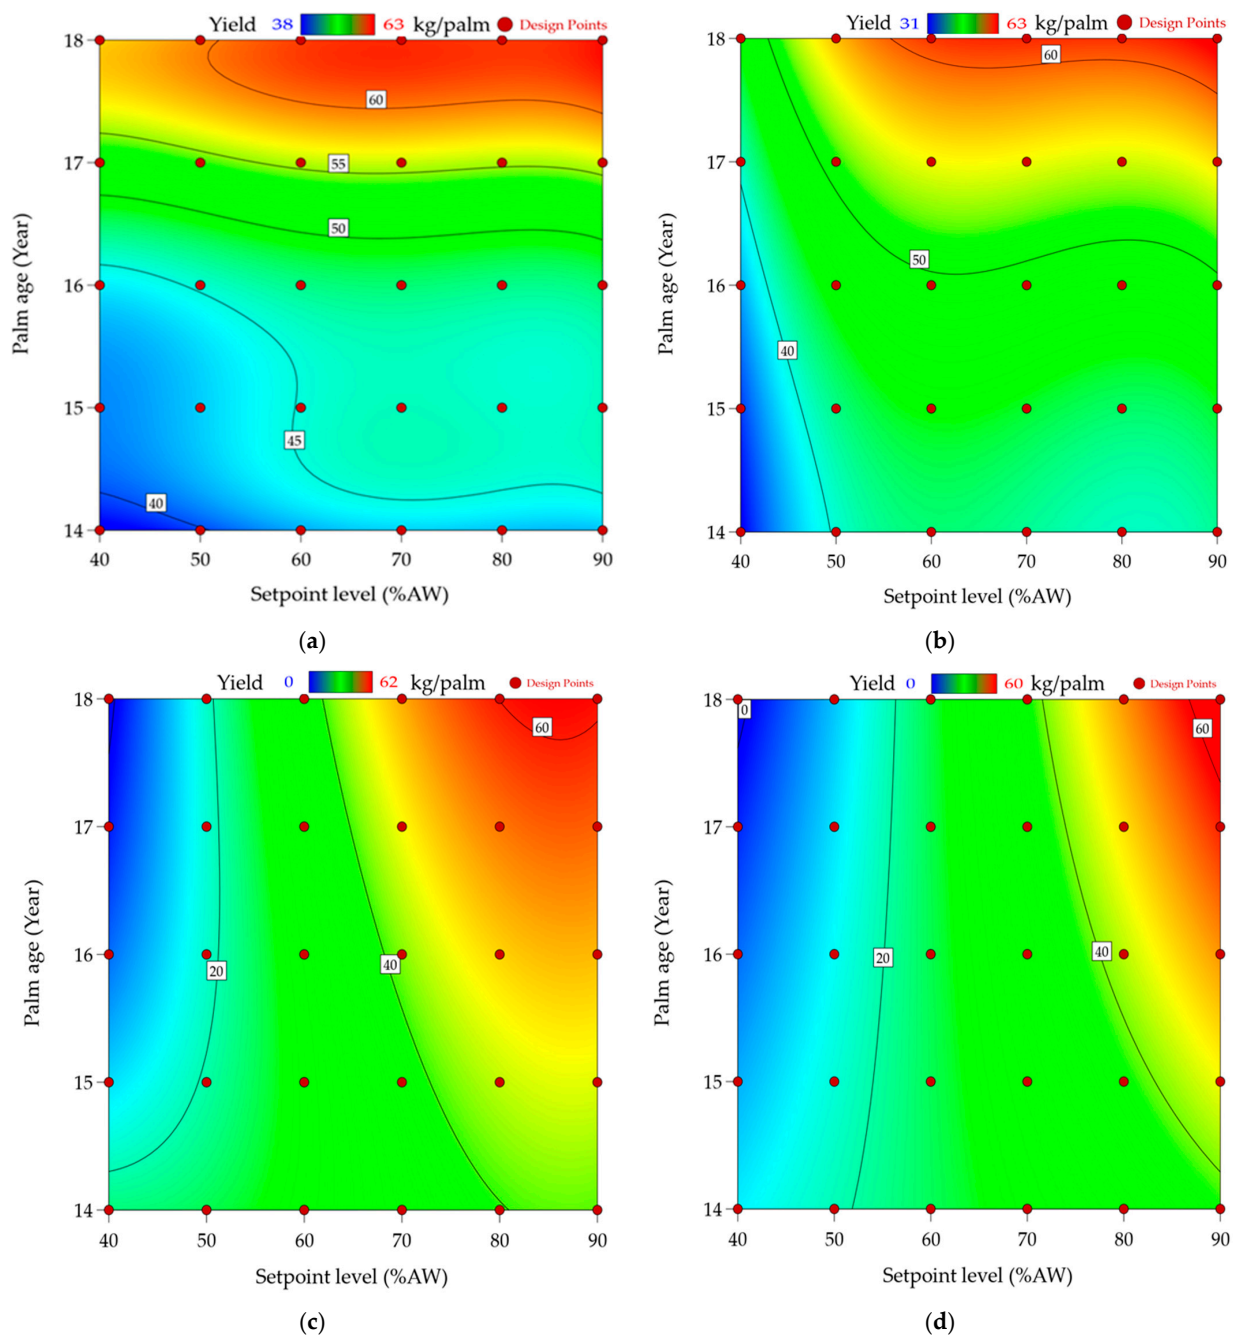 Yield 38 63 kg/palm Design Points
18
17
16
15
14
60
55
50
45
40
40 50 60 70 80 90
Palm age (Year)
Setpoint level (%AW)
(a)
Yield 31 63 kg/palm Design Points
18
17
16
15
14
60
50
40
40 50 60 70 80 90
Palm age (Year)
Setpoint level (%AW)
(b)
Yield 0 62 kg/palm Design Points
18
17
16
15
14
60
20
40
40 50 60 70 80 90
Palm age (Year)
Setpoint level (%AW)
(c)
Yield 0 60 kg/palm Design Points
18
17
16
15
14
0
60
20
40
40 50 60 70 80 90
Palm age (Year)
Setpoint level (%AW)
(d)